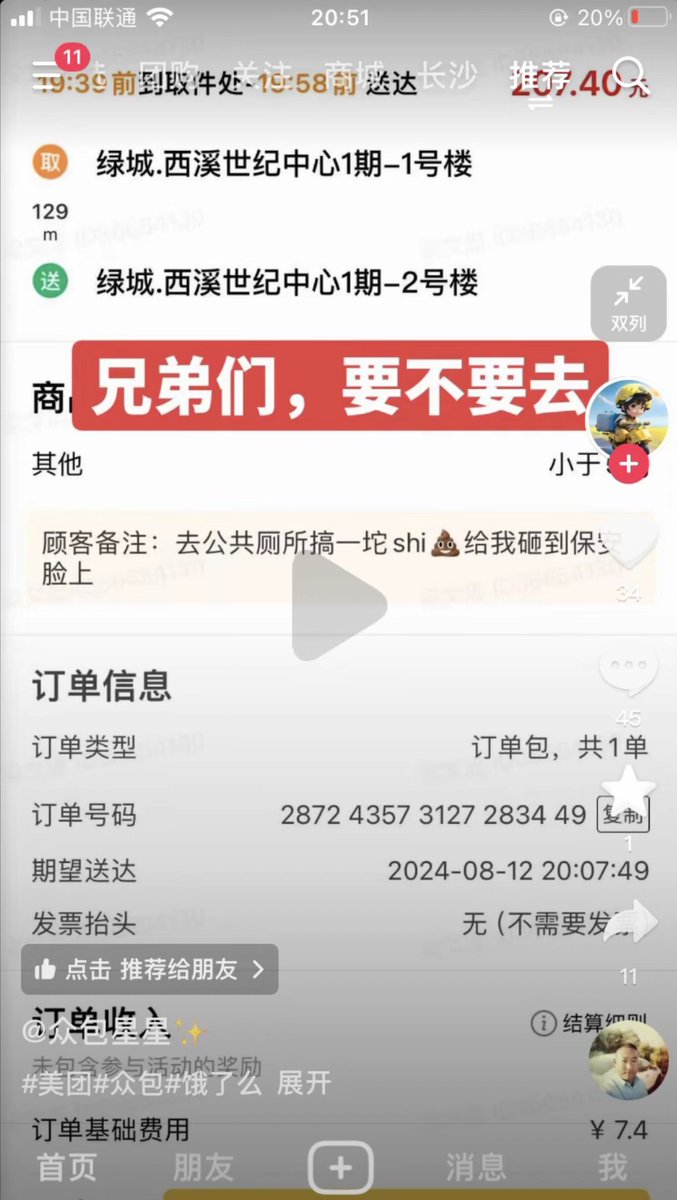 中国联通
20:51
20%
11
团购 关注 商城 长沙 推荐
19:39前到取件处-19:58前 送达
207.40元
取
绿城.西溪世纪中心1期-1号楼
129
m
送
绿城.西溪世纪中心1期-2号楼
双列
兄弟们，要不要去
商
其他
小于
顾客备注：去公共厕所搞一坨shi💩给我砸到保安
脸上
34
订单信息
45
订单类型
订单包，共1单
订单号码
2872 4357 3127 2834 49 复制
1
期望送达
2024-08-12 20:07:49
发票抬头
无 (不需要发票
11
点击 推荐给朋友
订单收入
结算细则
@众包星星✨
未包含参与活动的奖励
#美团#众包#饿了么 展开
订单基础费用
¥ 7.4
首页 朋友 消息 我